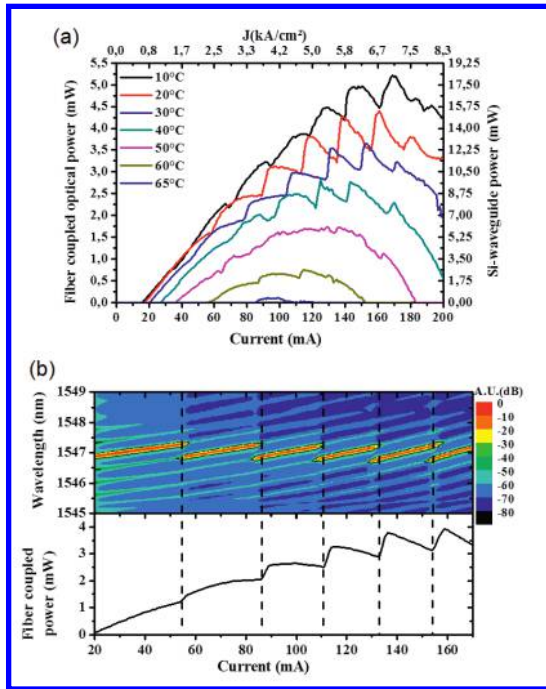 (a)
J(kA/cm²)
0,0 0,8 1,7 2,5 3,3 4,2 5,0 5,8 6,7 7,5 8,3
Fiber coupled optical power (mW)
5,5
5,0
4,5
4,0
3,5
3,0
2,5
2,0
1,5
1,0
0,5
0,0
10°C
20°C
30°C
40°C
50°C
60°C
65°C
19,25
17,50
15,75
14,00
12,25
10,50
8,75
7,00
5,25
3,50
1,75
0,00
Si-waveguide power (mW)
0 20 40 60 80 100 120 140 160 180 200
Current (mA)
(b)
Wavelength (nm)
1549
1548
1547
1546
1545
A.U.(dB)
0
-10
-20
-30
-40
-50
-60
-70
-80
Fiber coupled
power (mW)
4
3
2
1
0
20 40 60 80 100 120 140 160
Current (mA)